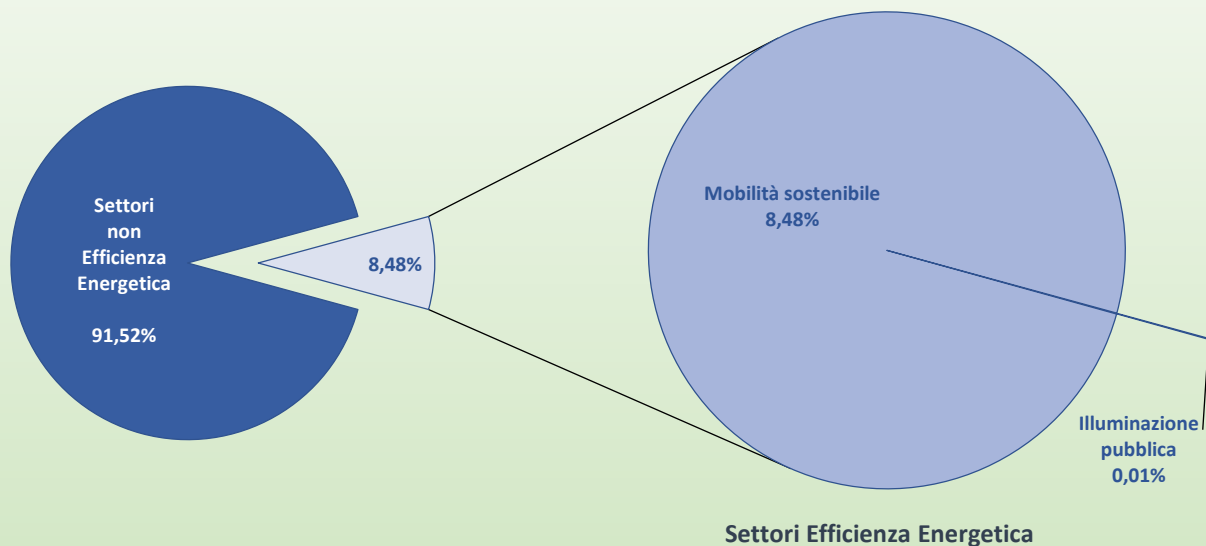 Settori
non
Efficienza
Energetica
91,52%
8,48%
Mobilità sostenibile
8,48%
Illuminazione
pubblica
0,01%
Settori Efficienza Energetica